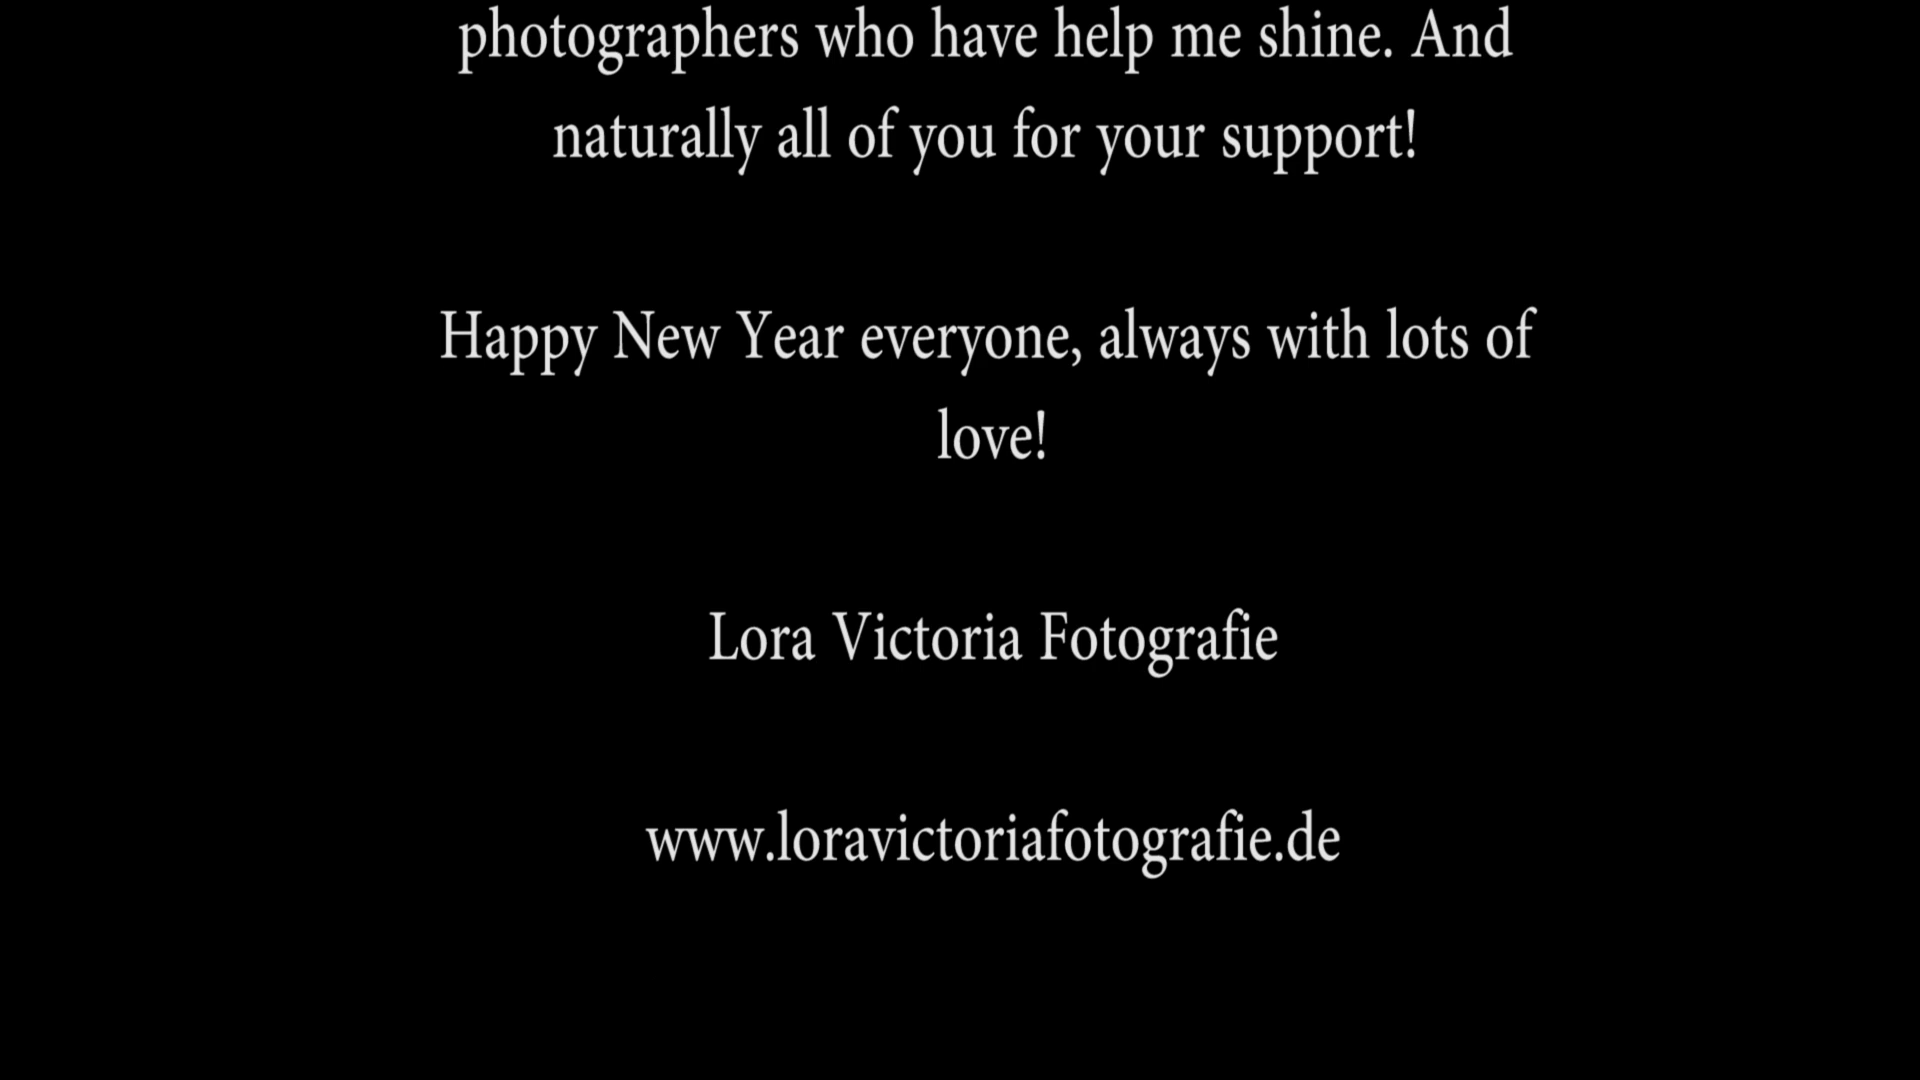 photographers who have help me shine. And
naturally all of you for your support!
Happy New Year everyone, always with lots of
love!
Lora Victoria Fotografie
www.loravictoriafotografie.de